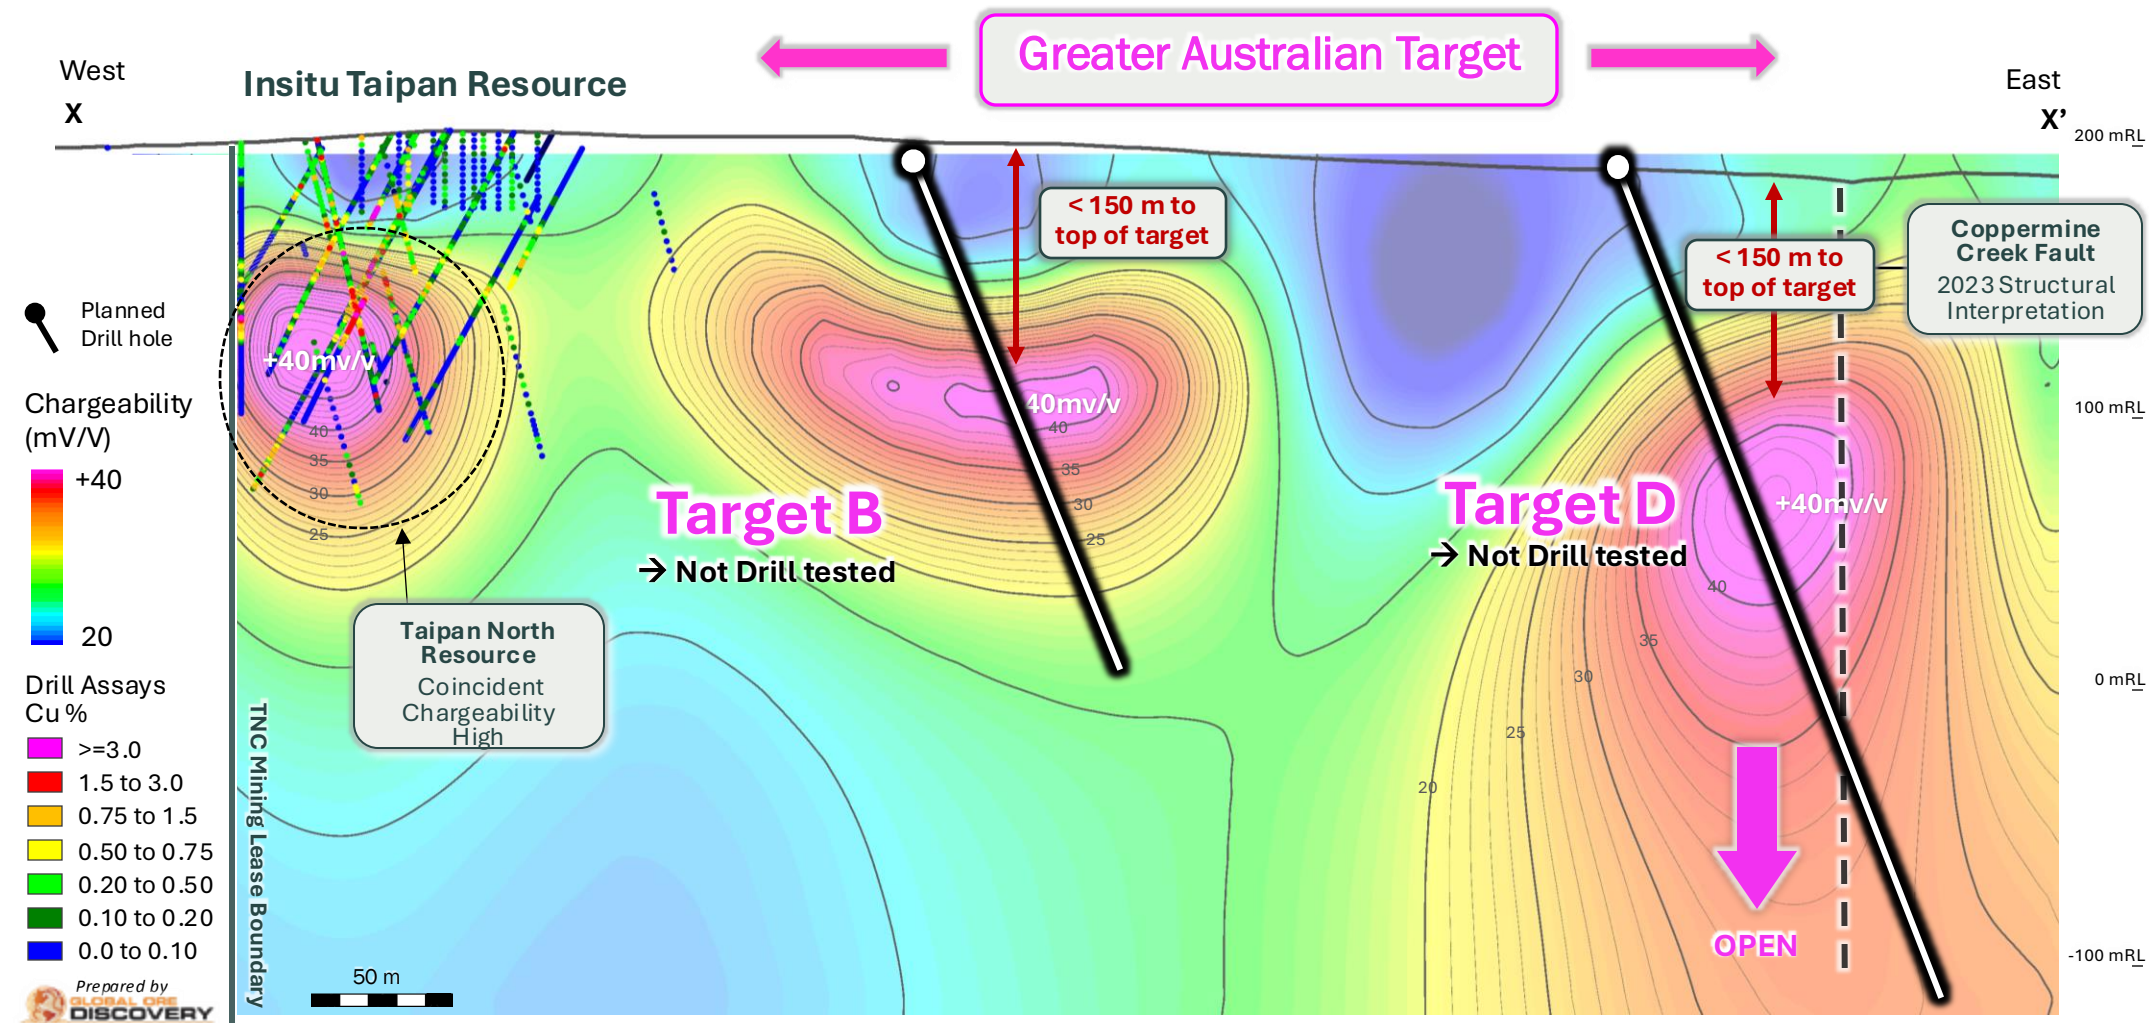 Greater Australian Target
West
X
Insitu Taipan Resource
East
X’
200 mRL
< 150 m to
top of target
< 150 m to
top of target
Coppermine
Creek Fault
2023 Structural
Interpretation
Planned
Drill hole
+40mv/v
40mv/v
+40mv/v
Chargeability
(mV/V)
+40
20
100 mRL
40
35
30
25
40
35
30
25
40
35
30
25
20
Target B
→ Not Drill tested
Target D
→ Not Drill tested
Taipan North
Resource
Coincident
Chargeability
High
0 mRL
Drill Assays
Cu %
>=3.0
1.5 to 3.0
0.75 to 1.5
0.50 to 0.75
0.20 to 0.50
0.10 to 0.20
0.0 to 0.10
TNC Mining Lease Boundary
OPEN
-100 mRL
50 m
Prepared by
GLOBAL ORE
DISCOVERY